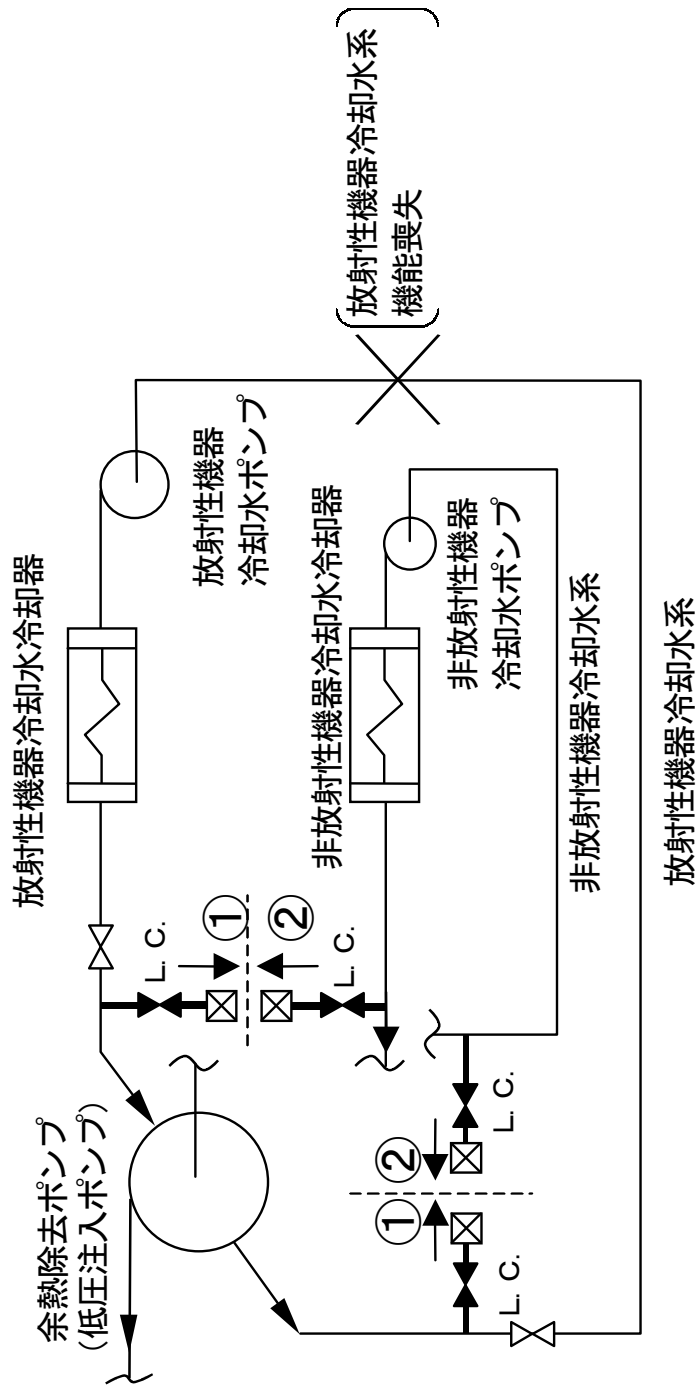 余熱除去ポンプ
(低圧注入ポンプ)
放射性機器冷却水冷却器
放射性機器
冷却水ポンプ
放射性機器冷却水系
機能喪失
L. C.
①
②
L. C.
非放射性機器冷却水冷却器
非放射性機器
冷却水ポンプ
①
②
L. C.
L. C.
非放射性機器冷却水系
放射性機器冷却水系